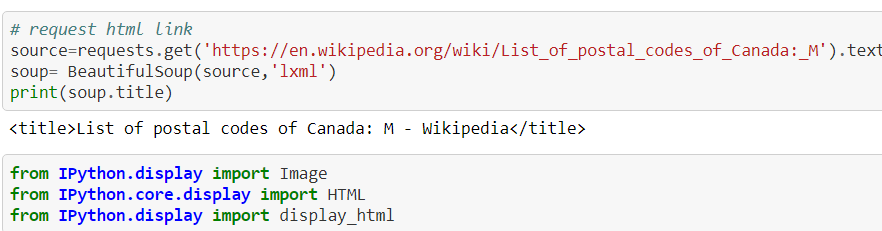 # request html link
source=requests.get('https://en.wikipedia.org/wiki/List_of_postal_codes_of_Canada:_M').text
soup= BeautifulSoup(source,'lxml')
print(soup.title)
<title>List of postal codes of Canada: M - Wikipedia</title>
from IPython.display import Image
from IPython.core.display import HTML
from IPython.display import display_html